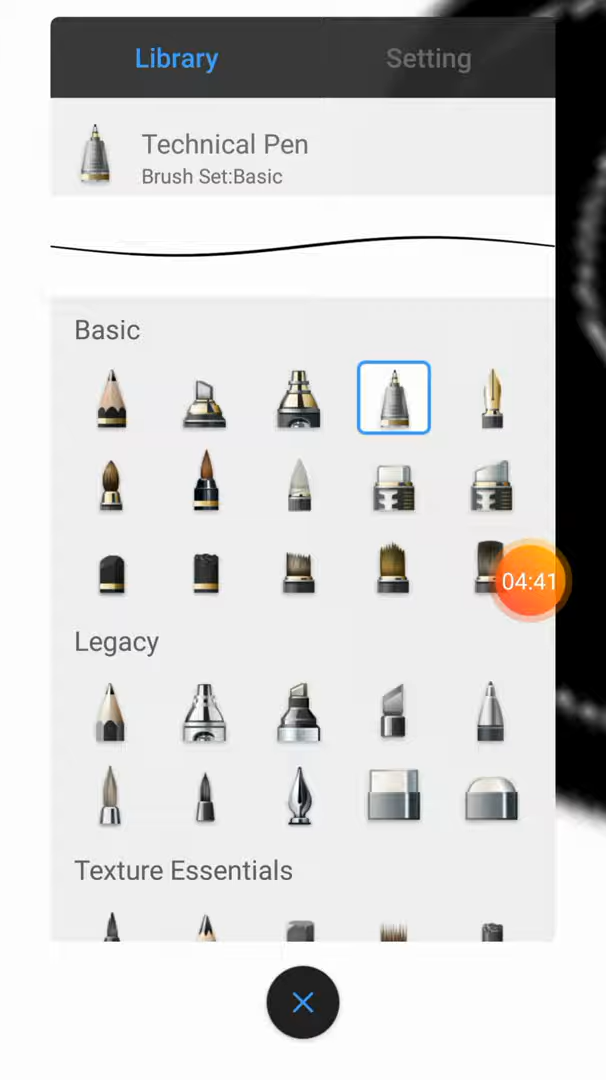 Library Setting
Technical Pen
Brush Set:Basic
Basic
04:41
Legacy
Texture Essentials